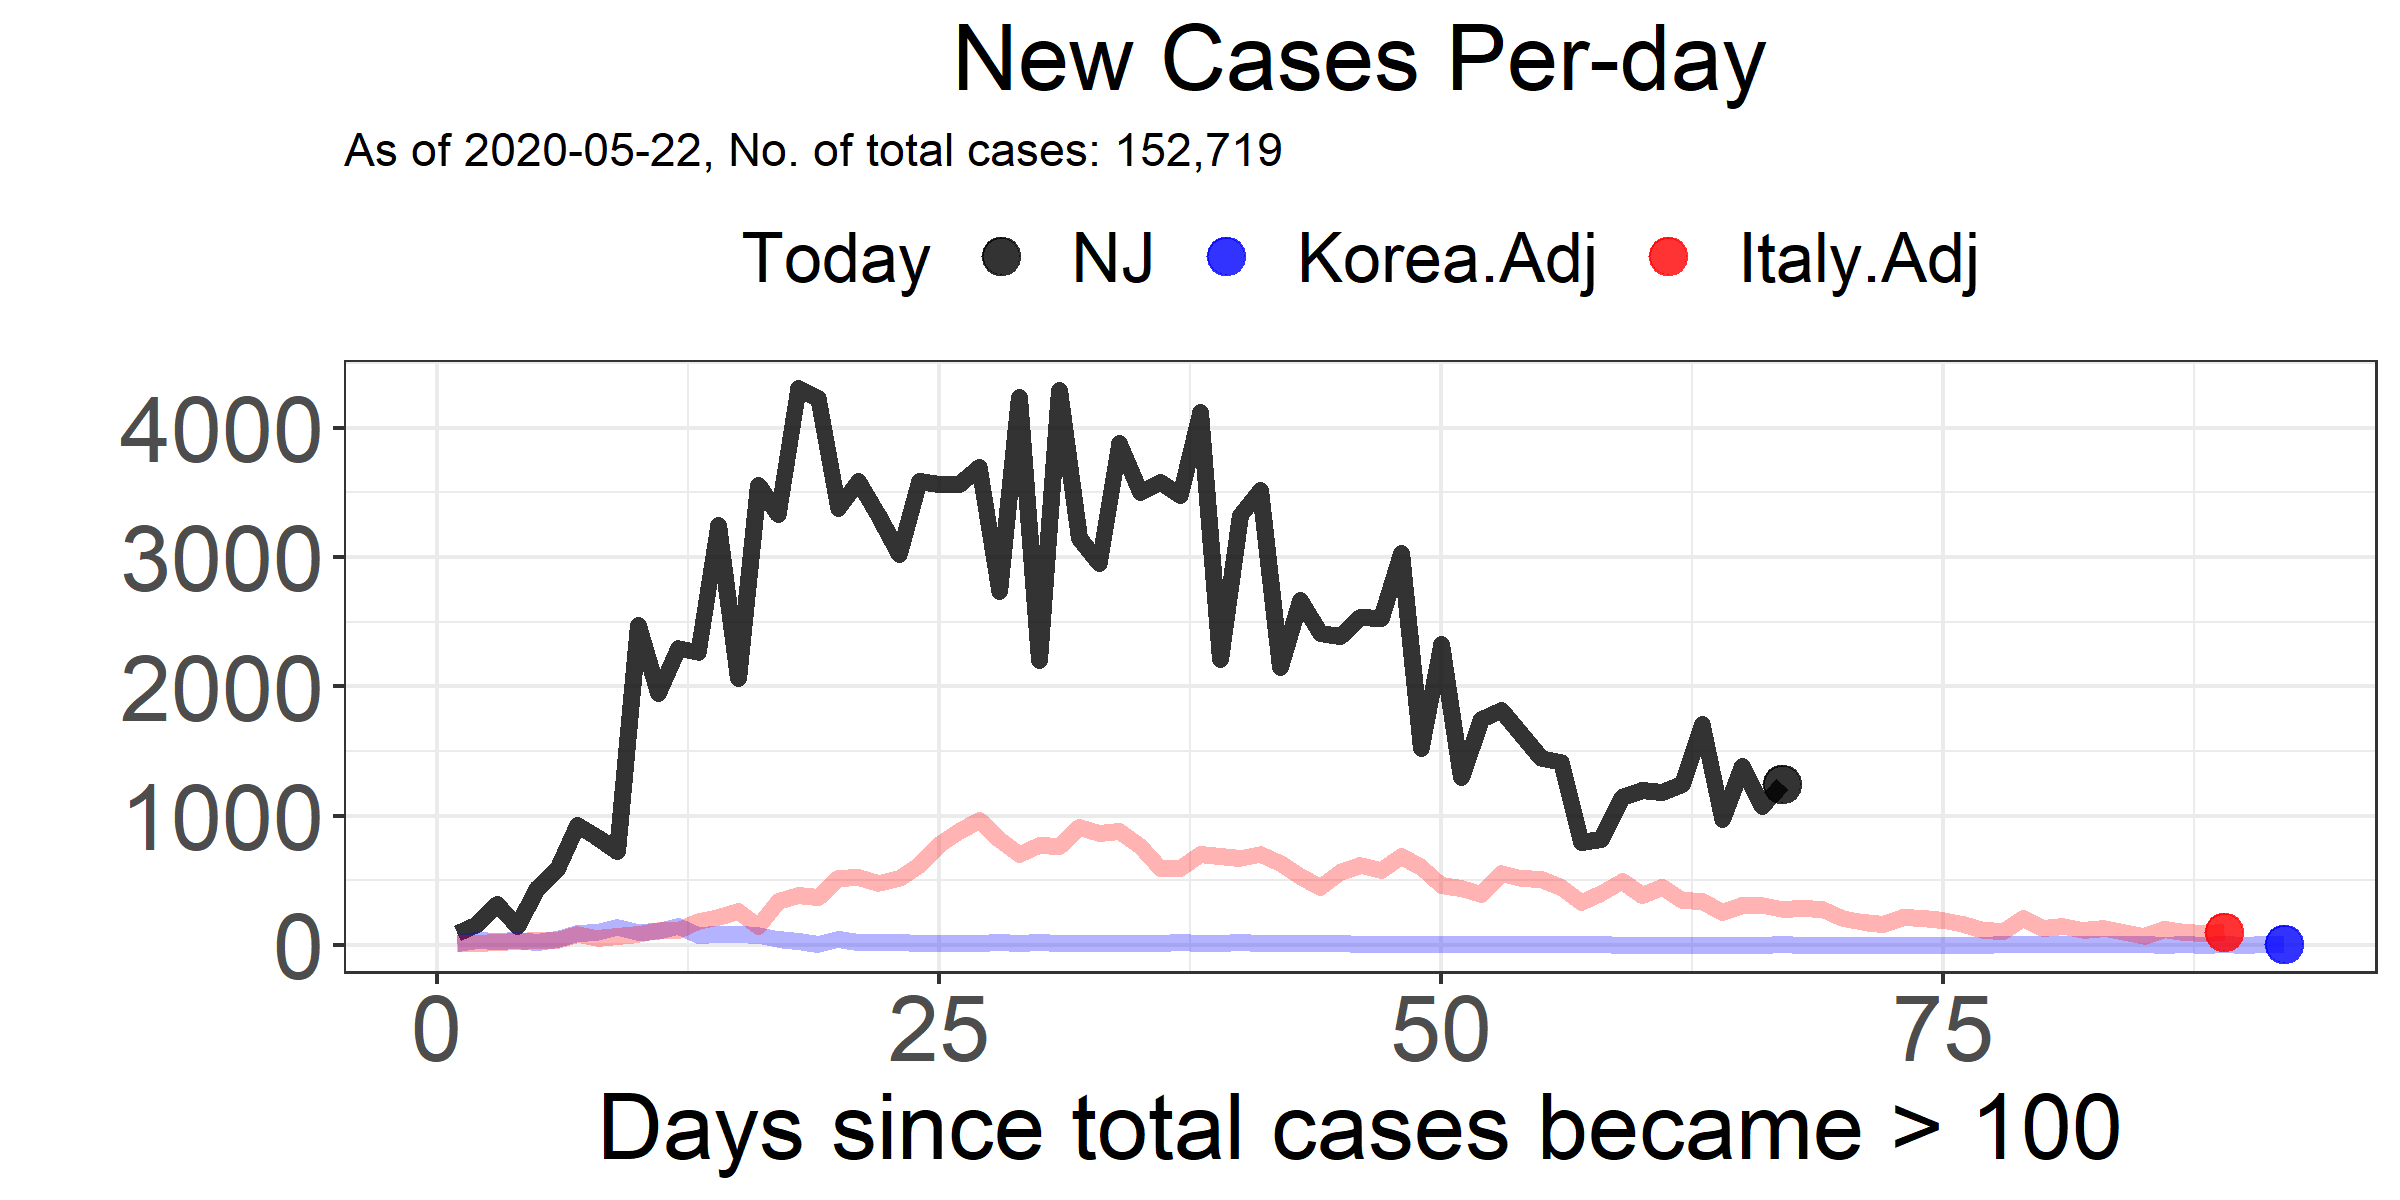 New Cases Per-day
As of 2020-05-22, No. of total cases: 152,719
Today NJ Korea.Adj Italy.Adj
4000
3000
2000
1000
0
0 25 50 75
Days since total cases became > 100